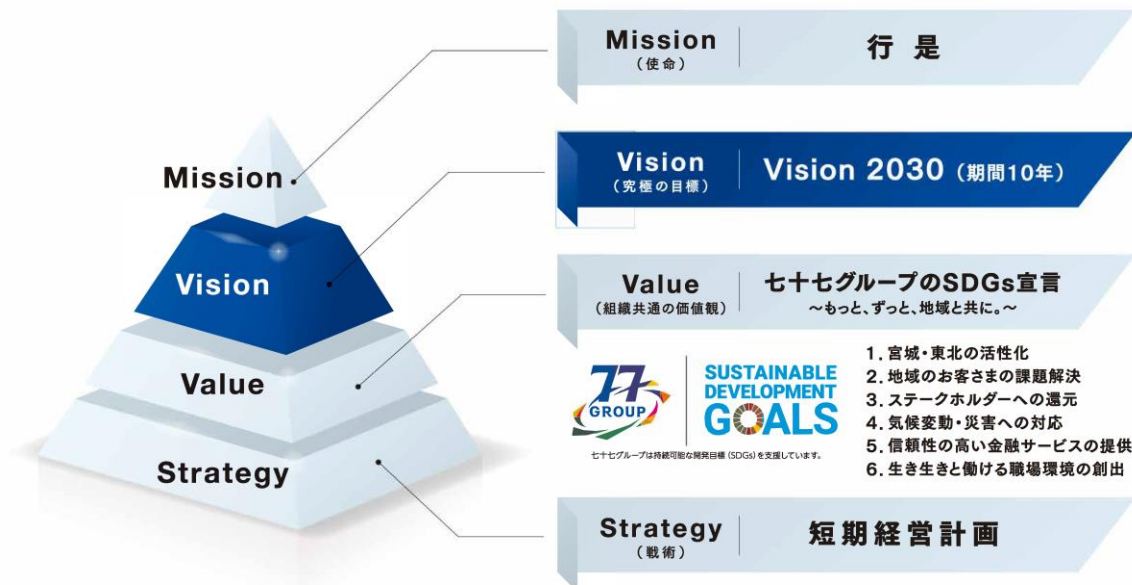 Mission
Vision
Value
Strategy
Mission
(使命)
行是
Vision
(究極の目標)
Vision 2030 (期間10年)
Value
(組織共通の価値観)
七十七グループのSDGs宣言
～もっと、ずっと、地域と共に。～
77
GROUP
SUSTAINABLE
DEVELOPMENT
GOALS
七十七グループは持続可能な開発目標(SDGs)を支援しています。
1.宮城・東北の活性化
2.地域のお客さまの課題解決
3.ステークホルダーへの還元
4.気候変動・災害への対応
5.信頼性の高い金融サービスの提供
6.生き生きと働ける職場環境の創出
Strategy
(戦術)
短期経営計画